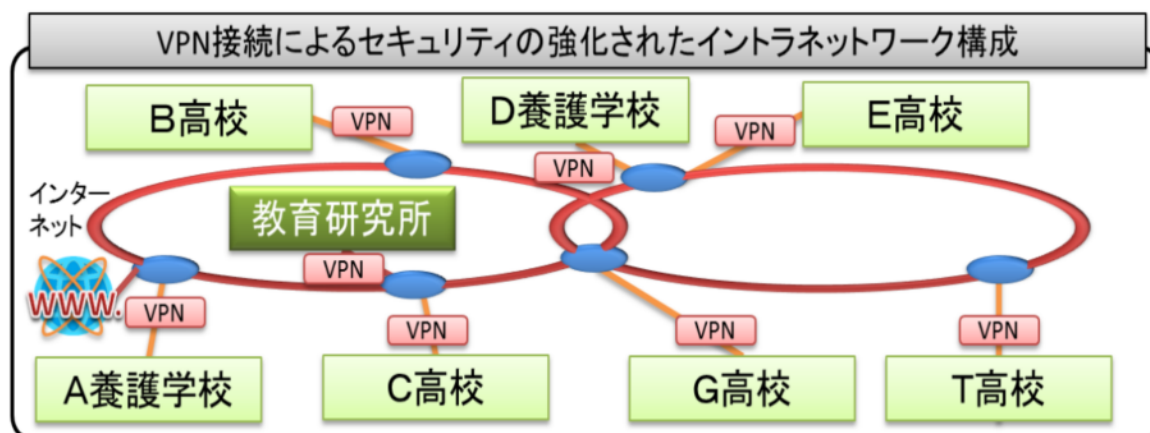 VPN接続によるセキュリティの強化されたイントラネットワーク構成
B高校
VPN
D養護学校
VPN
E高校
VPN
インター
ネット
教育研究所
VPN
WWW.
VPN
VPN
VPN
VPN
A養護学校
C高校
G高校
T高校